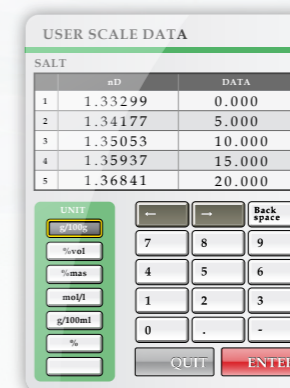 USER SCALE DATA
SALT
nD DATA
1 1.33299 0.000
2 1.34177 5.000
3 1.35053 10.000
4 1.35937 15.000
5 1.36841 20.000
UNIT
g/100g
%vol
%mas
mol/l
g/100ml
%
← → Back space
7 8 9
4 5 6
1 2 3
0 . -
QUIT ENTE